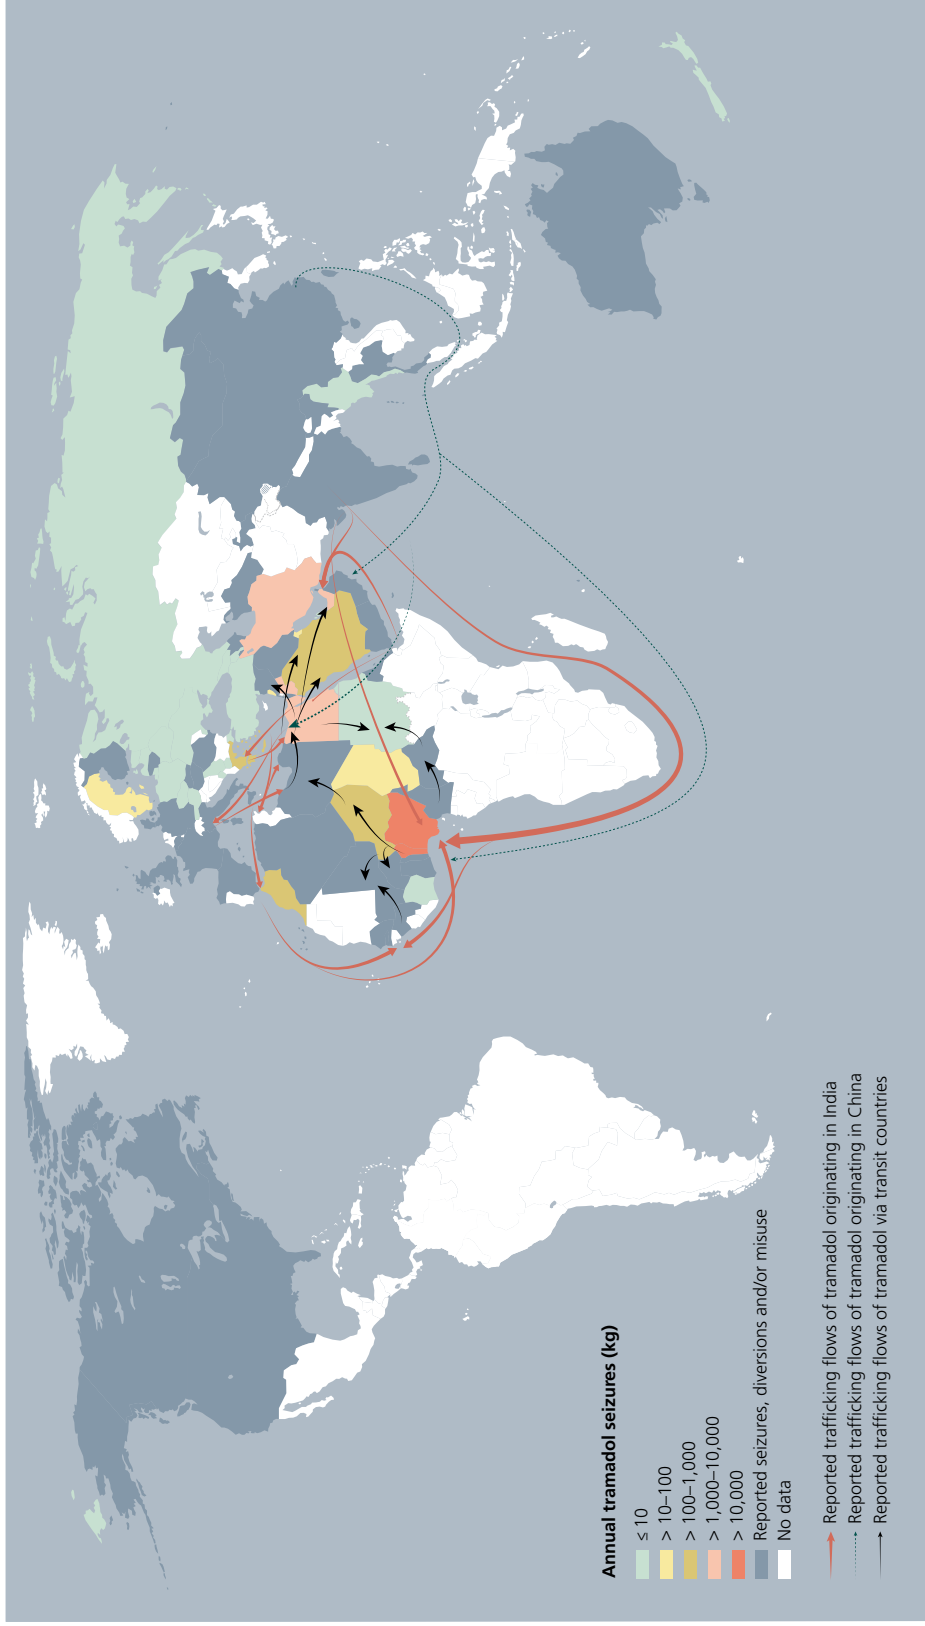 Annual tramadol seizures (kg)
≤ 10
> 10–100
> 100–1,000
> 1,000–10,000
> 10,000
Reported seizures, diversions and/or misuse
No data
Reported trafficking flows of tramadol originating in India
Reported trafficking flows of tramadol originating in China
Reported trafficking flows of tramadol via transit countries